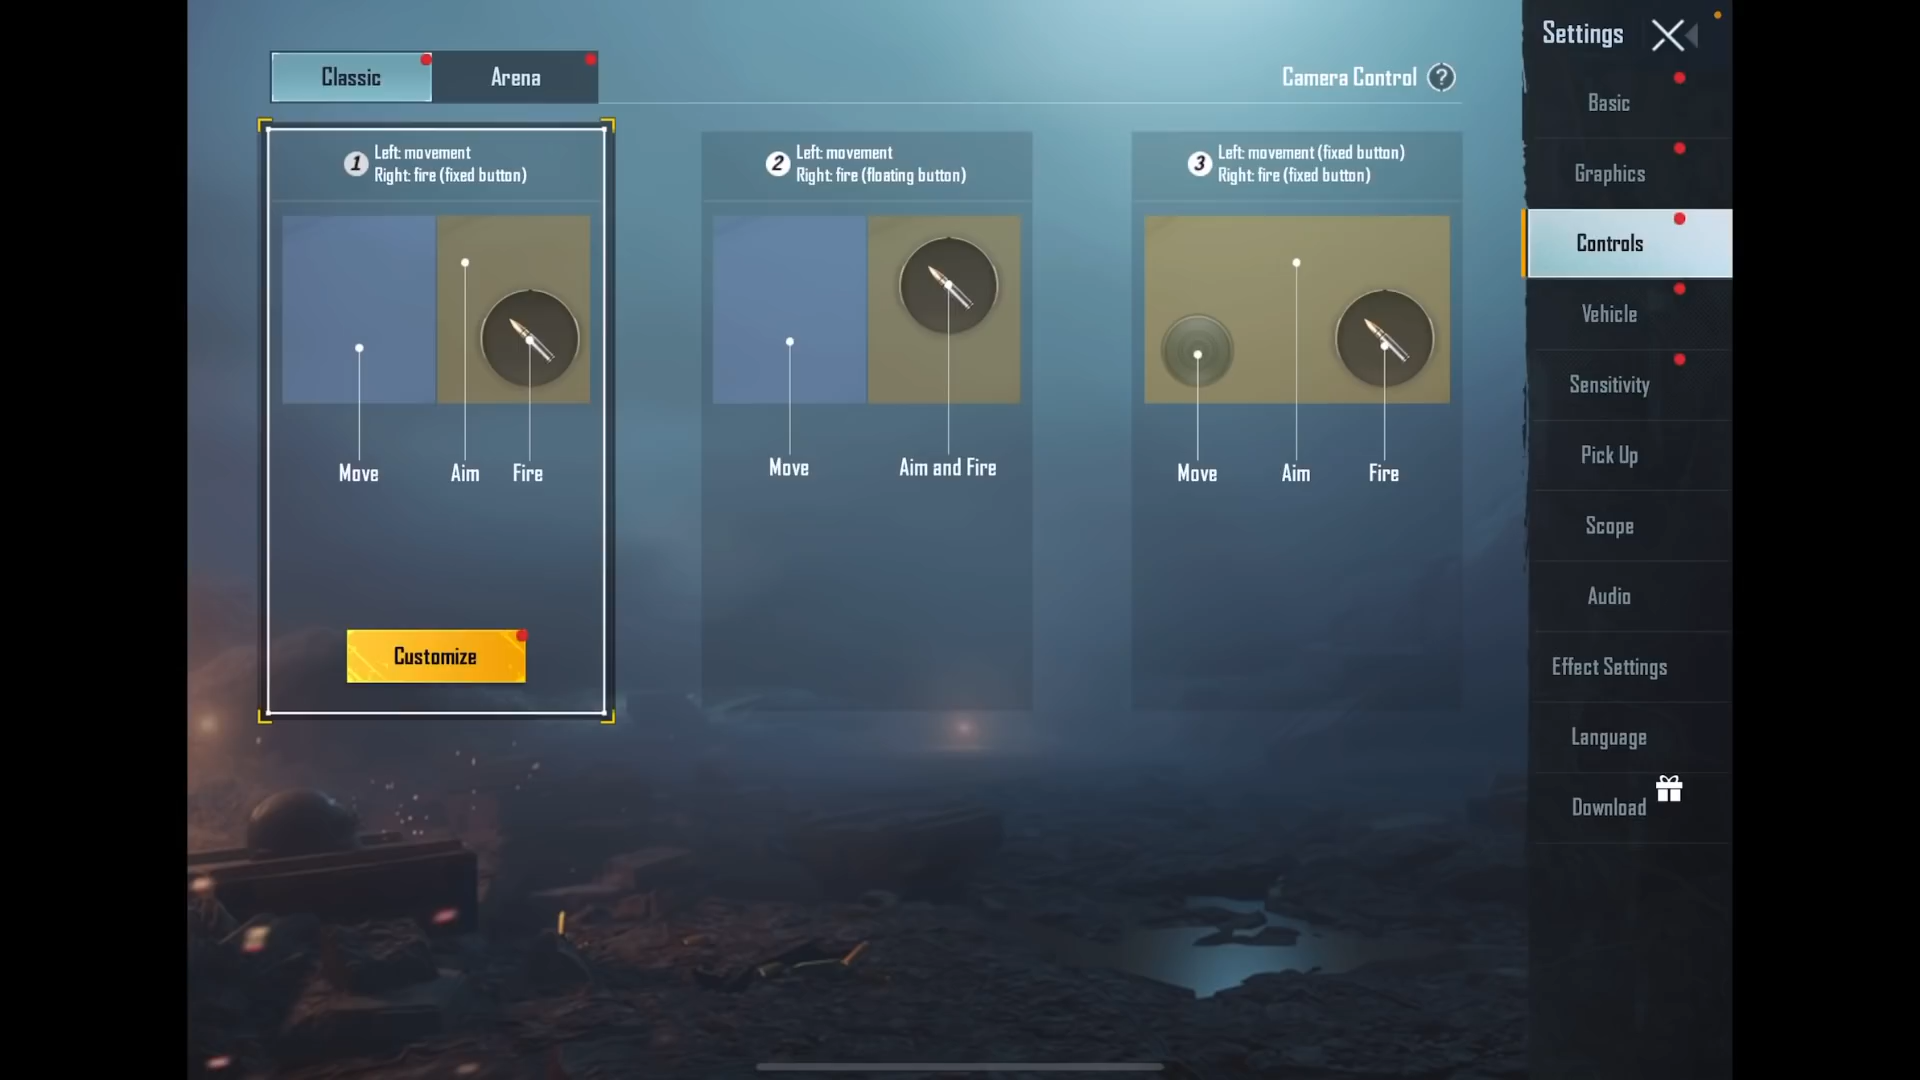 Classic
Arena
Camera Control ?
1
Left: movement
Right: fire (fixed button)
Move
Aim
Fire
Customize
2
Left: movement
Right: fire (floating button)
Move
Aim and Fire
3
Left: movement (fixed button)
Right: fire (fixed button)
Move
Aim
Fire
Settings
Basic
Graphics
Controls
Vehicle
Sensitivity
Pick Up
Scope
Audio
Effect Settings
Language
Download